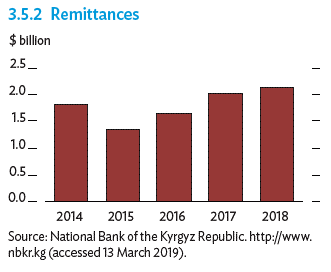 3.5.2 Remittances
$ billion
2.5
2.0
1.5
1.0
0.5
0.0
2014 2015 2016 2017 2018
Source: National Bank of the Kyrgyz Republic. http://www.
nbkr.kg (accessed 13 March 2019).